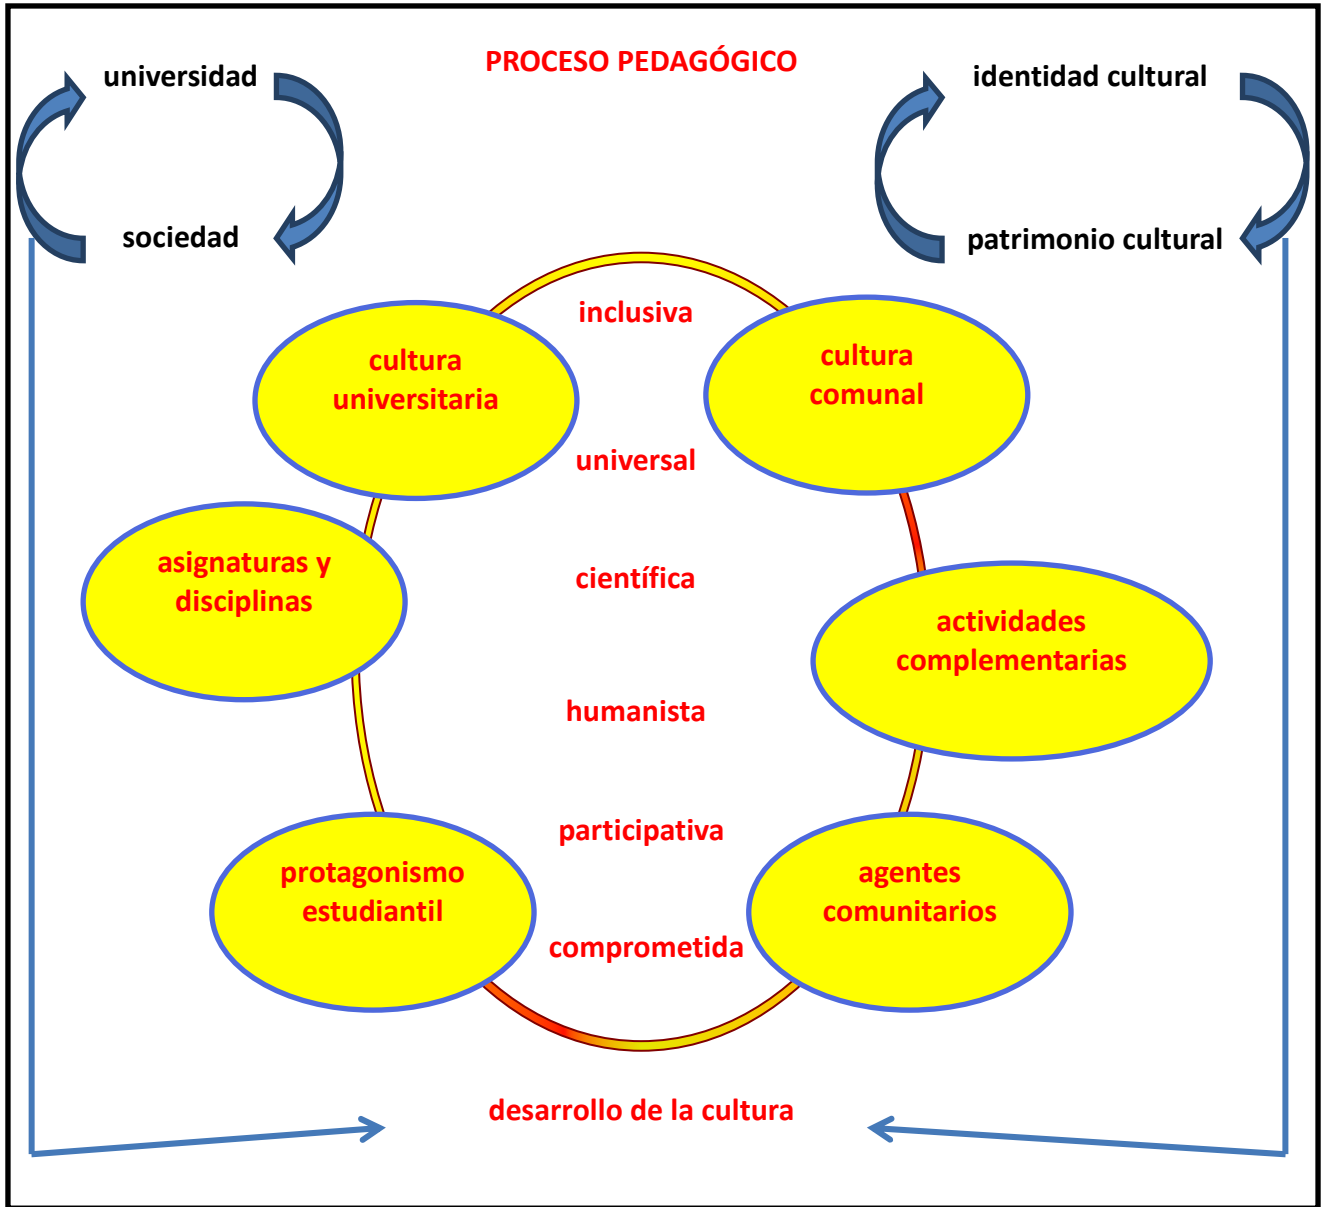 PROCESO PEDAGÓGICO
universidad
sociedad
identidad cultural
patrimonio cultural
inclusiva
cultura
universitaria
cultura
comunal
universal
asignaturas y
disciplinas
científica
actividades
complementarias
humanista
participativa
protagonismo
estudiantil
agentes
comunitarios
comprometida
desarrollo de la cultura